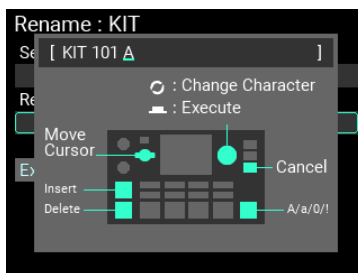 Rename : KIT
Se
[ KIT 101 A ]
Re
: Change Character
: Execute
Move
Cursor
Ex
Cancel
Insert
Delete
A/a/0/!